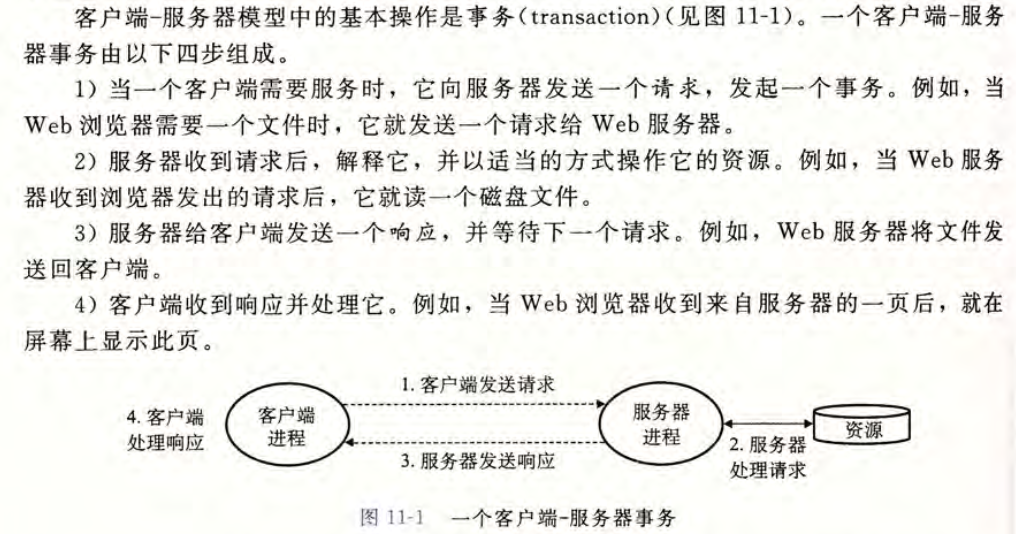 客户端-服务器模型中的基本操作是事务(transaction)(见图 11-1)。一个客户端-服务
器事务由以下四步组成。
1) 当一个客户端需要服务时，它向服务器发送一个请求，发起一个事务。例如，当
Web 浏览器需要一个文件时，它就发送一个请求给 Web 服务器。
2) 服务器收到请求后，解释它，并以适当的方式操作它的资源。例如，当 Web 服务
器收到浏览器发出的请求后，它就读一个磁盘文件。
3) 服务器给客户端发送一个响应，并等待下一个请求。例如，Web 服务器将文件发
送回客户端。
4) 客户端收到响应并处理它。例如，当 Web 浏览器收到来自服务器的一页后，就在
屏幕上显示此页。
1. 客户端发送请求
4. 客户端
处理响应
客户端
进程
服务器
进程
资源
2. 服务器
处理请求
3. 服务器发送响应
图 11-1 一个客户端-服务器事务